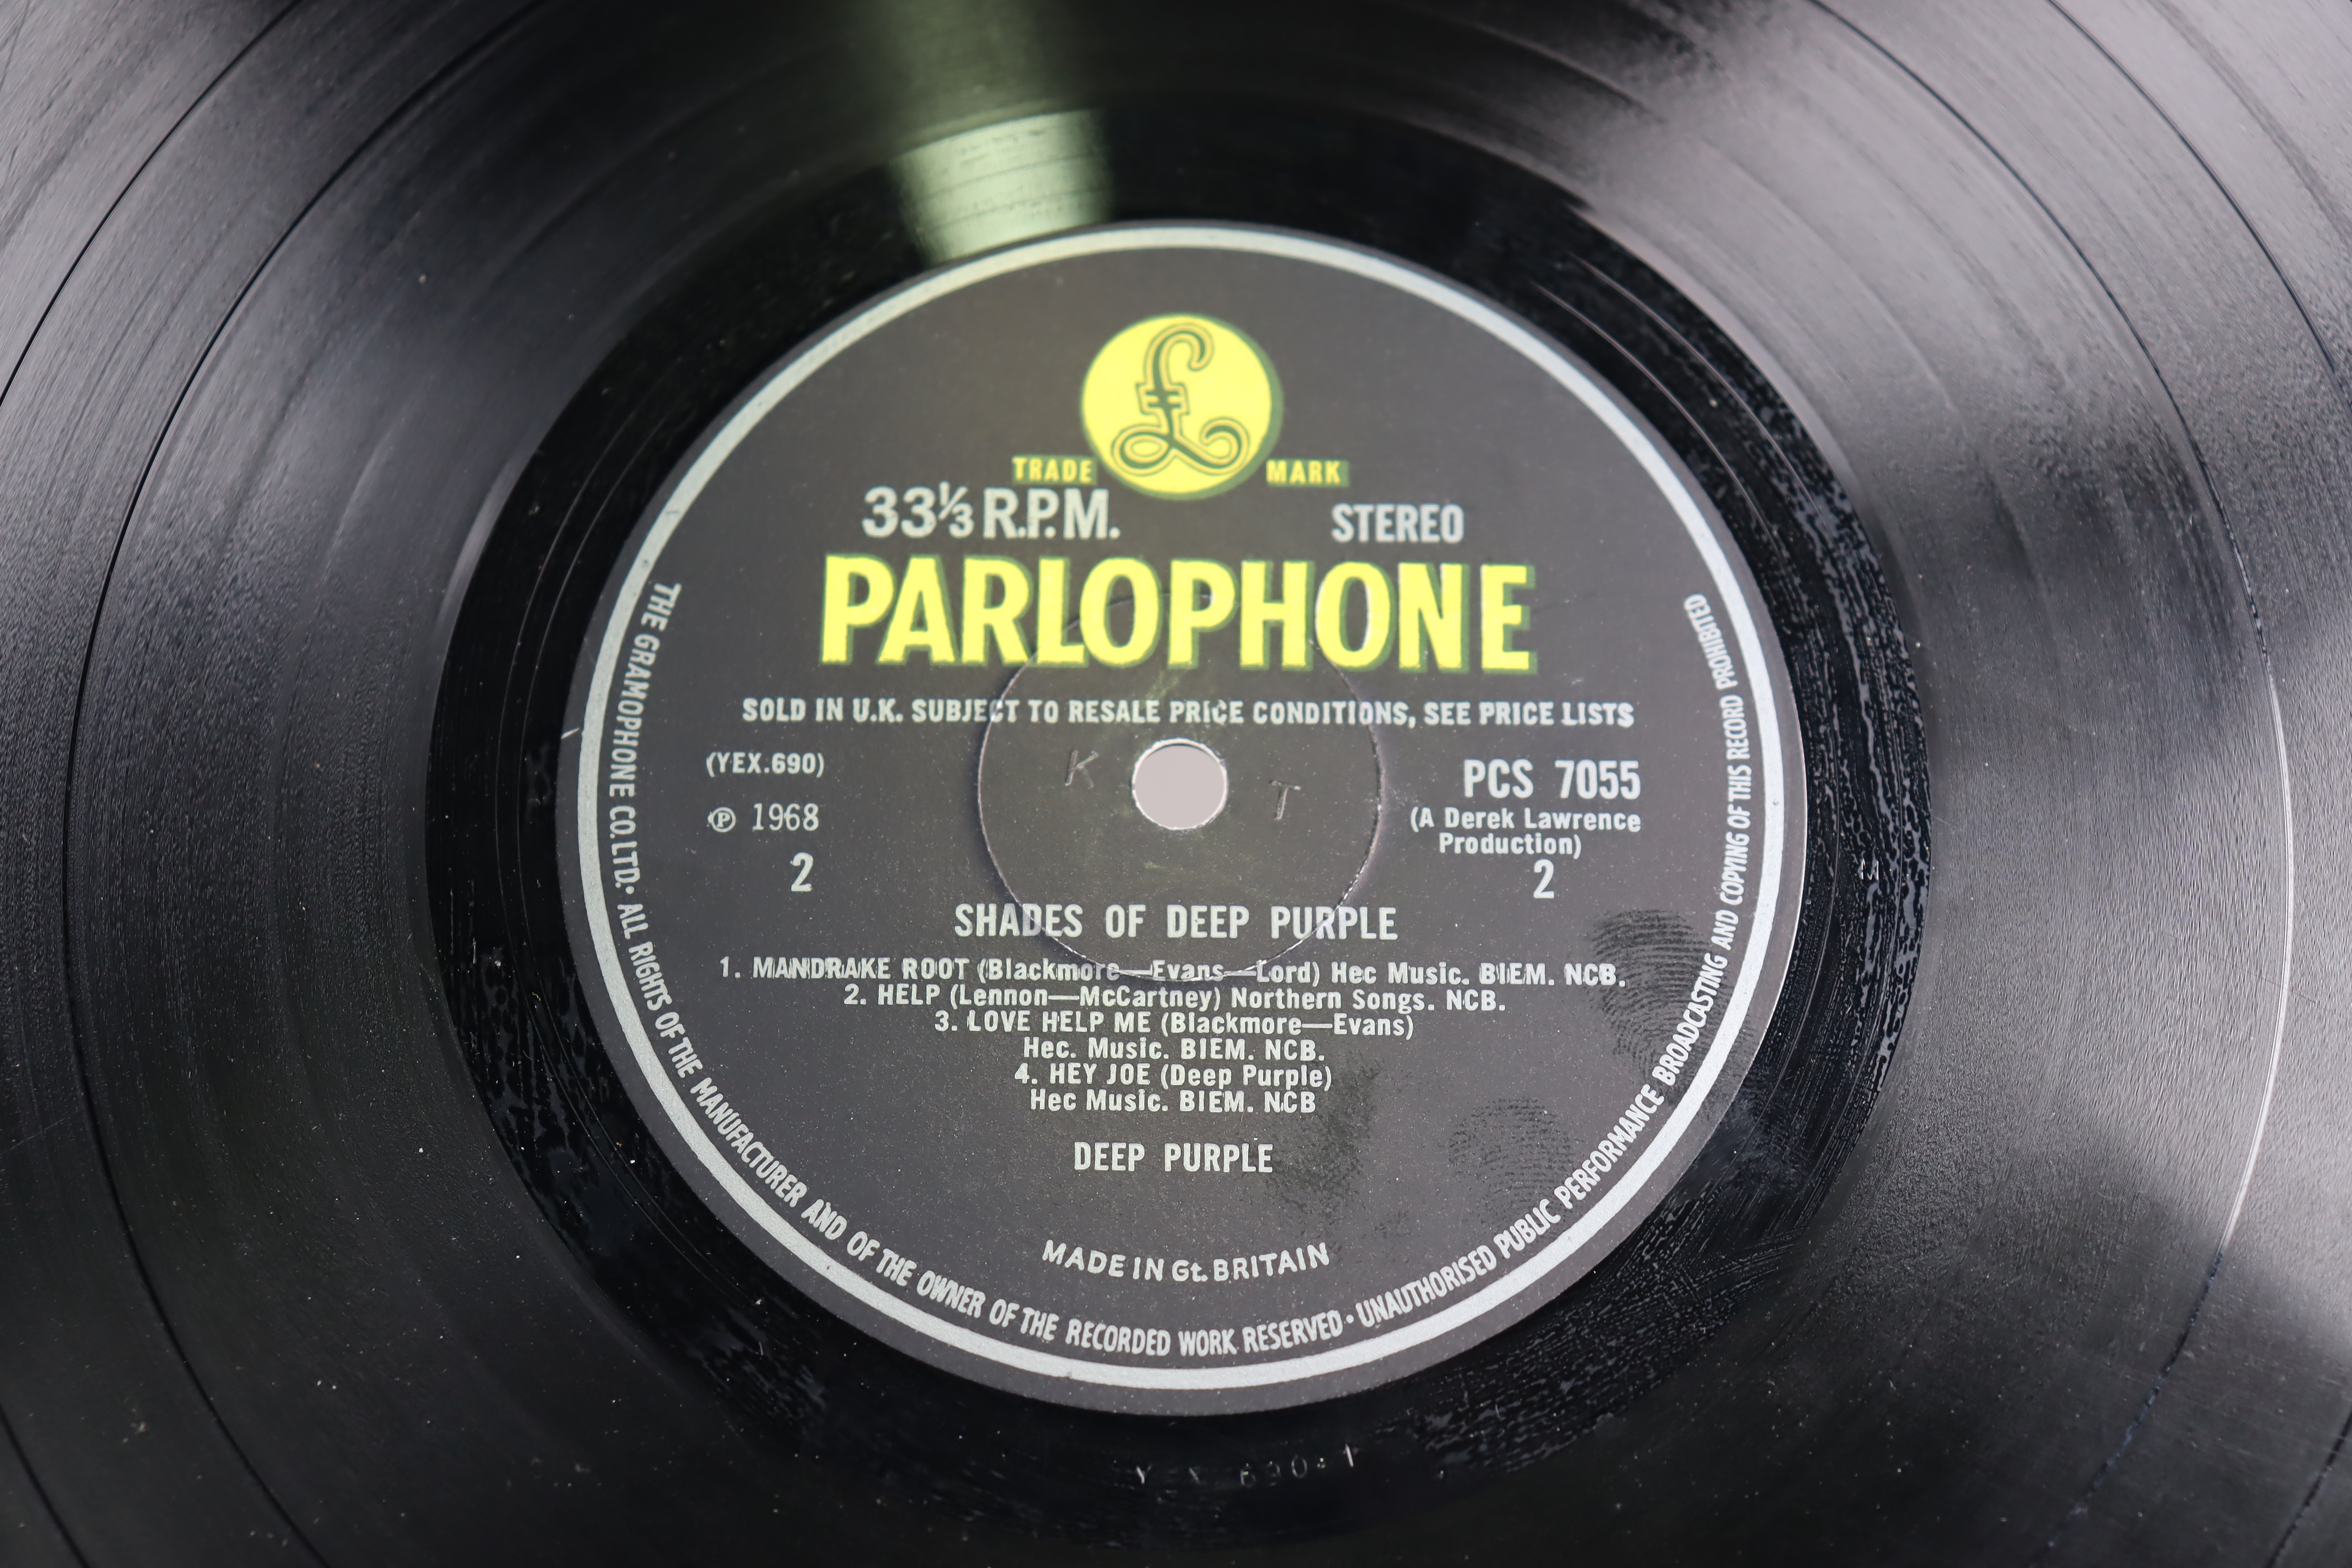 £
TRADE MARK
33⅓ R.P.M. STEREO
PARLOPHONE
SOLD IN U.K. SUBJECT TO RESALE PRICE CONDITIONS, SEE PRICE LISTS
(YEX.690) PCS 7055
℗ 1968 (A Derek Lawrence
Production)
2 2
K T
SHADES OF DEEP PURPLE
1. MANDRAKE ROOT (Blackmore—Evans—Lord) Hec Music. BIEM. NCB.
2. HELP (Lennon—McCartney) Northern Songs. NCB.
3. LOVE HELP ME (Blackmore—Evans)
Hec. Music. BIEM. NCB.
4. HEY JOE (Deep Purple)
Hec Music. BIEM. NCB
DEEP PURPLE
MADE IN Gt. BRITAIN
THE GRAMOPHONE CO. LTD. • ALL RIGHTS OF THE MANUFACTURER AND OF THE OWNER OF THE RECORDED WORK RESERVED • UNAUTHORISED PUBLIC PERFORMANCE BROADCASTING AND COPYING OF THIS RECORD PROHIBITED